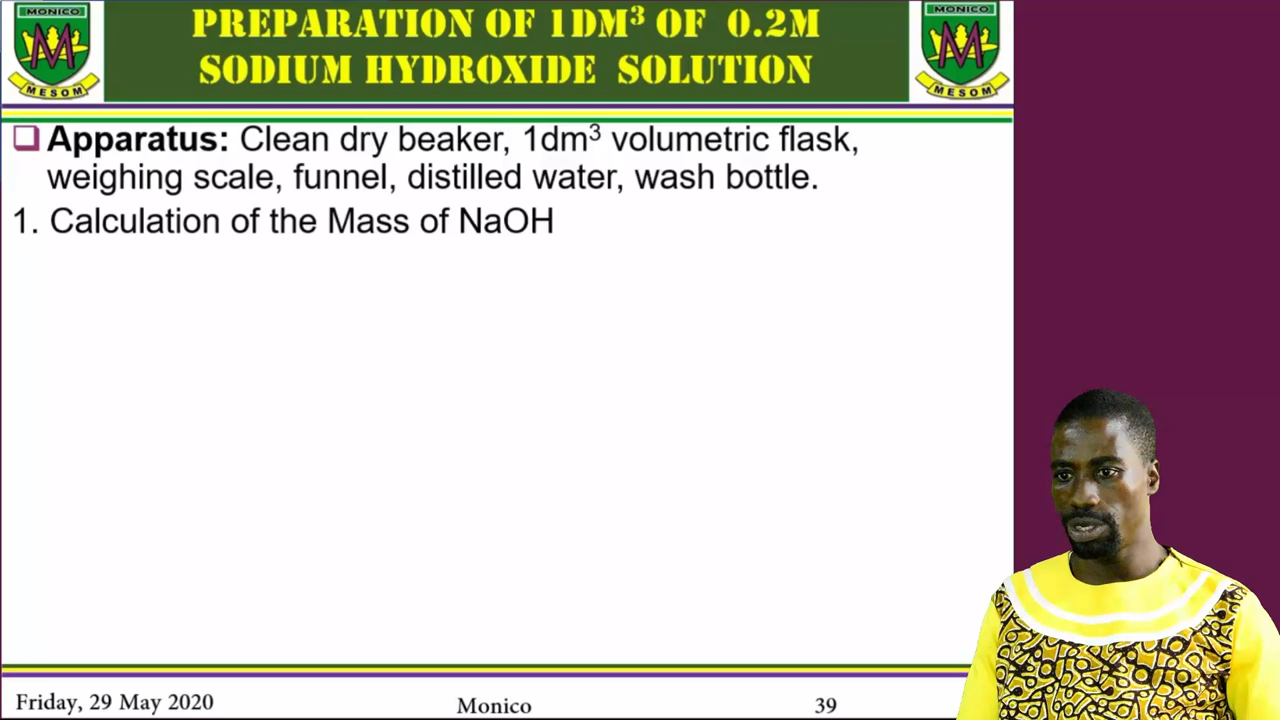 MONICO
MESOM
PREPARATION OF 1DM³ OF 0.2M
SODIUM HYDROXIDE SOLUTION
MONICO
MESOM
Apparatus: Clean dry beaker, 1dm³ volumetric flask,
weighing scale, funnel, distilled water, wash bottle.
1. Calculation of the Mass of NaOH
Friday, 29 May 2020
Monico
39